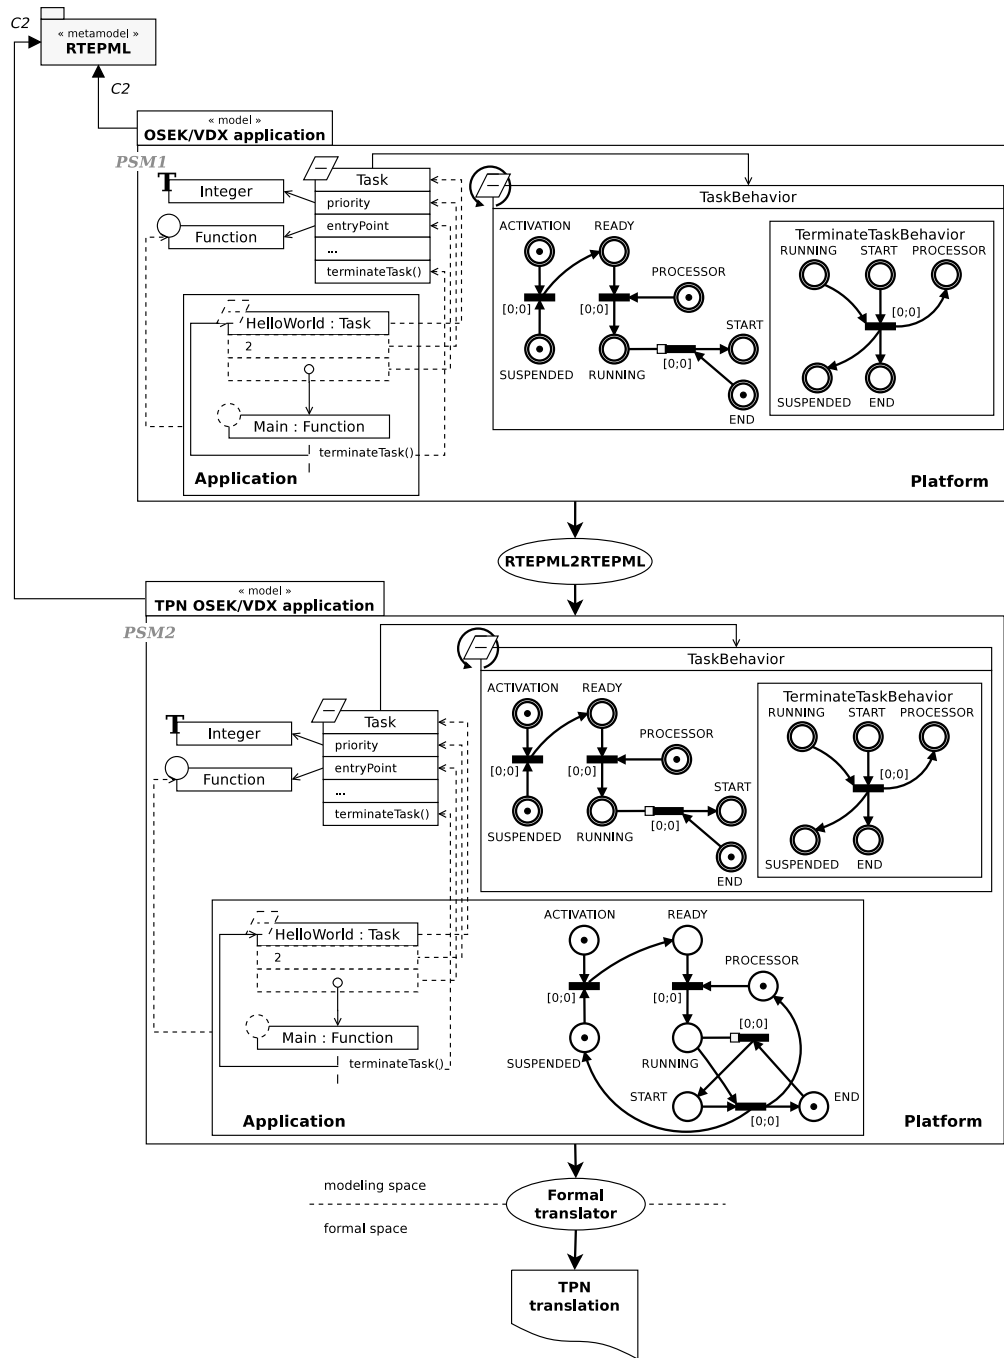 C2
« metamodel »
RTEPML
C2
« model »
OSEK/VDX application
PSM1
Task
Integer
priority
Function
entryPoint
...
terminateTask()
TaskBehavior
ACTIVATION
READY
PROCESSOR
[0;0]
[0;0]
START
SUSPENDED
RUNNING
[0;0]
END
TerminateTaskBehavior
RUNNING
START
PROCESSOR
[0;0]
SUSPENDED
END
HelloWorld : Task
2
Main : Function
terminateTask()
Application
Platform
RTEPML2RTEPML
« model »
TPN OSEK/VDX application
PSM2
Task
Integer
priority
Function
entryPoint
...
terminateTask()
TaskBehavior
ACTIVATION
READY
PROCESSOR
[0;0]
[0;0]
START
SUSPENDED
RUNNING
[0;0]
END
TerminateTaskBehavior
RUNNING
START
PROCESSOR
[0;0]
SUSPENDED
END
HelloWorld : Task
2
Main : Function
terminateTask()
ACTIVATION
READY
PROCESSOR
[0;0]
[0;0]
[0;0]
SUSPENDED
RUNNING
START
END
[0;0]
Application
Platform
modeling space
Formal
translator
formal space
TPN
translation